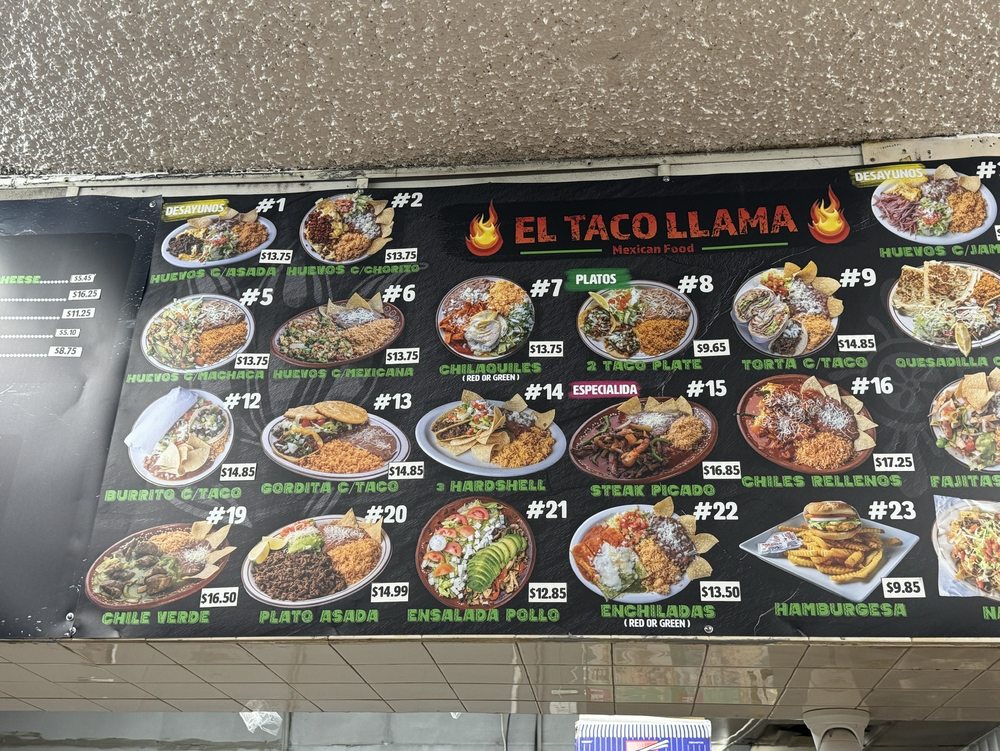 HEESE
$5.45
$16.25
$11.25
$5.10
$8.75
EL TACO LLAMA
Mexican Food
DESAYUNOS
#1
$13.75
HUEVOS C/ASADA
#2
$13.75
HUEVOS C/CHORITO
DESAYUNOS
HUEVOS C/JAM
#5
$13.75
HUEVOS C/MACHACA
#6
$13.75
HUEVOS C/MEXICANA
#7
$13.75
CHILAQUILES
(RED OR GREEN)
PLATOS
#8
$9.65
2 TACO PLATE
#9
$14.85
TORTA C/TACO
QUESADILLA
#12
$14.85
BURRITO C/TACO
#13
$14.85
GORDITA C/TACO
#14
3 HARDSHELL
ESPECIALIDA
#15
$16.85
STEAK PICADO
#16
$17.25
CHILES RELLENOS
FAJITAS
#19
$16.50
CHILE VERDE
#20
$14.99
PLATO ASADA
#21
$12.85
ENSALADA POLLO
#22
$13.50
ENCHILADAS
(RED OR GREEN)
#23
$9.85
HAMBURGESA